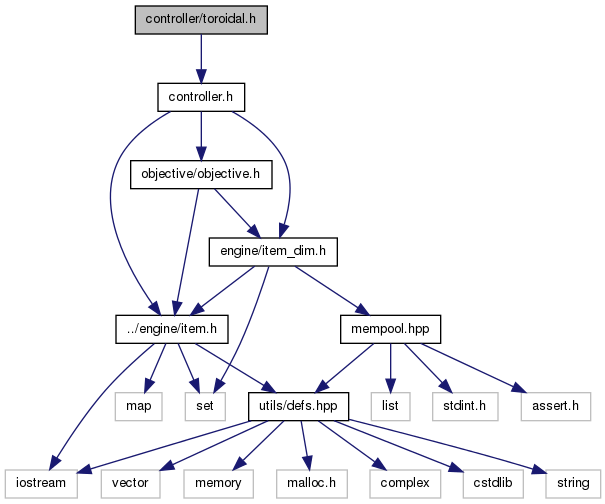 controller/toroidal.h
controller.h
objective/objective.h
engine/item_dim.h
../engine/item.h
mempool.hpp
map
set
utils/defs.hpp
list
stdint.h
assert.h
iostream
vector
memory
malloc.h
complex
cstdlib
string